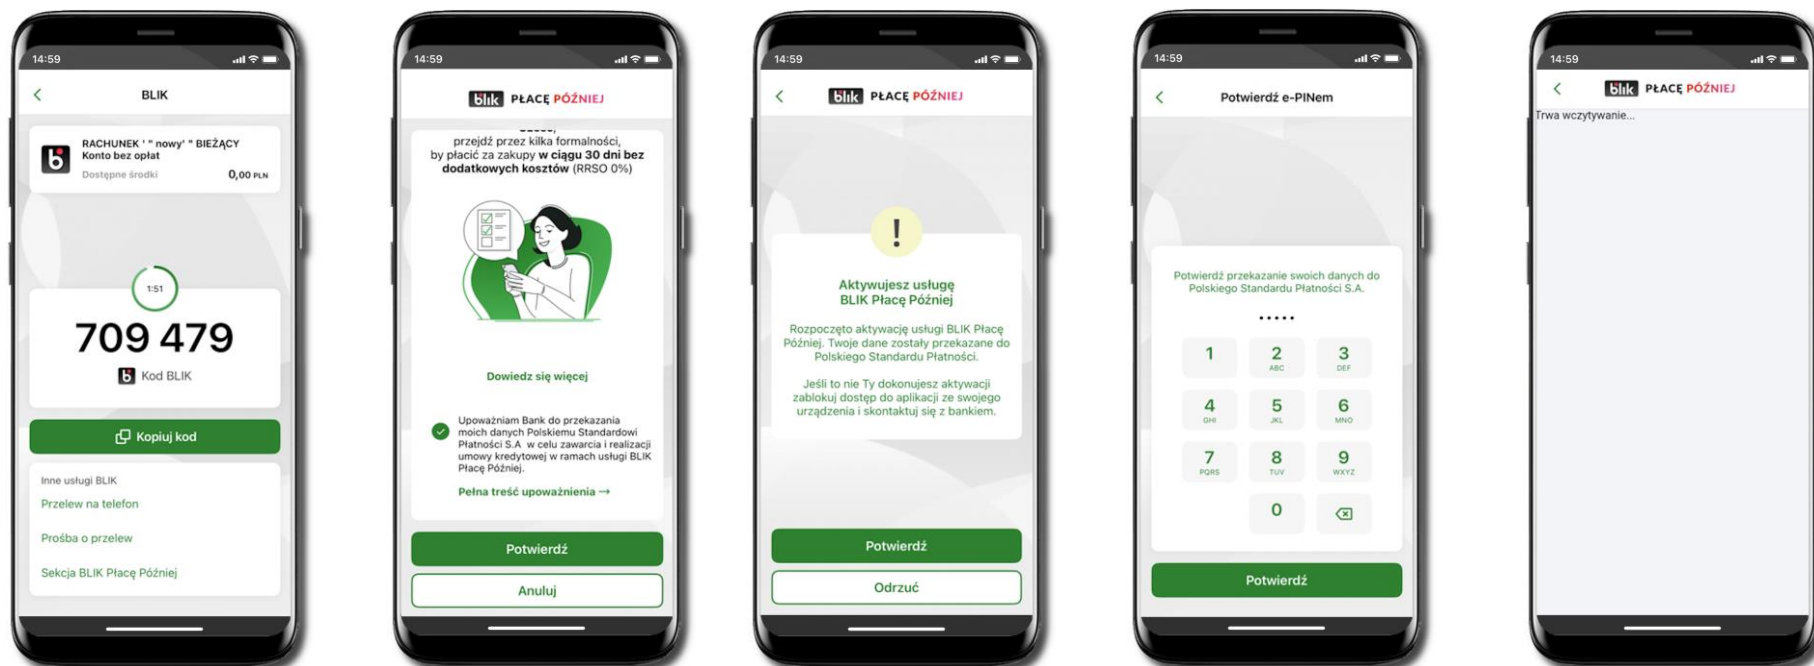 14:59
BLIK
RACHUNEK ' " nowy' " BIEŻĄCY
Konto bez opłat
Dostępne środki 0,00 PLN
1:51
709 479
Kod BLIK
Kopiuj kod
Inne usługi BLIK
Przelew na telefon
Prośba o przelew
Sekcja BLIK Płacę Później
14:59
blik PŁACĘ PÓŹNIEJ
przejdź przez kilka formalności,
by płacić za zakupy w ciągu 30 dni bez
dodatkowych kosztów (RRSO 0%)
Dowiedz się więcej
Upoważniam Bank do przekazania
moich danych Polskiemu Standardowi
Płatności S.A w celu zawarcia i realizacji
umowy kredytowej w ramach usługi BLIK
Płacę Później.
Pełna treść upoważnienia →
Potwierdź
Anuluj
14:59
blik PŁACĘ PÓŹNIEJ
!
Aktywujesz usługę
BLIK Płacę Później
Rozpoczęto aktywację usługi BLIK Płacę
Później. Twoje dane zostały przekazane do
Polskiego Standardu Płatności.
Jeśli to nie Ty dokonujesz aktywacji
zablokuj dostęp do aplikacji ze swojego
urządzenia i skontaktuj się z bankiem.
Potwierdź
Odrzuć
14:59
Potwierdź e-PINem
Potwierdź przekazanie swoich danych do
Polskiego Standardu Płatności S.A.
•••••
1 2 3
ABC DEF
4 5 6
GHI JKL MNO
7 8 9
PQRS TUV WXYZ
0
Potwierdź
14:59
blik PŁACĘ PÓŹNIEJ
Trwa wczytywanie...